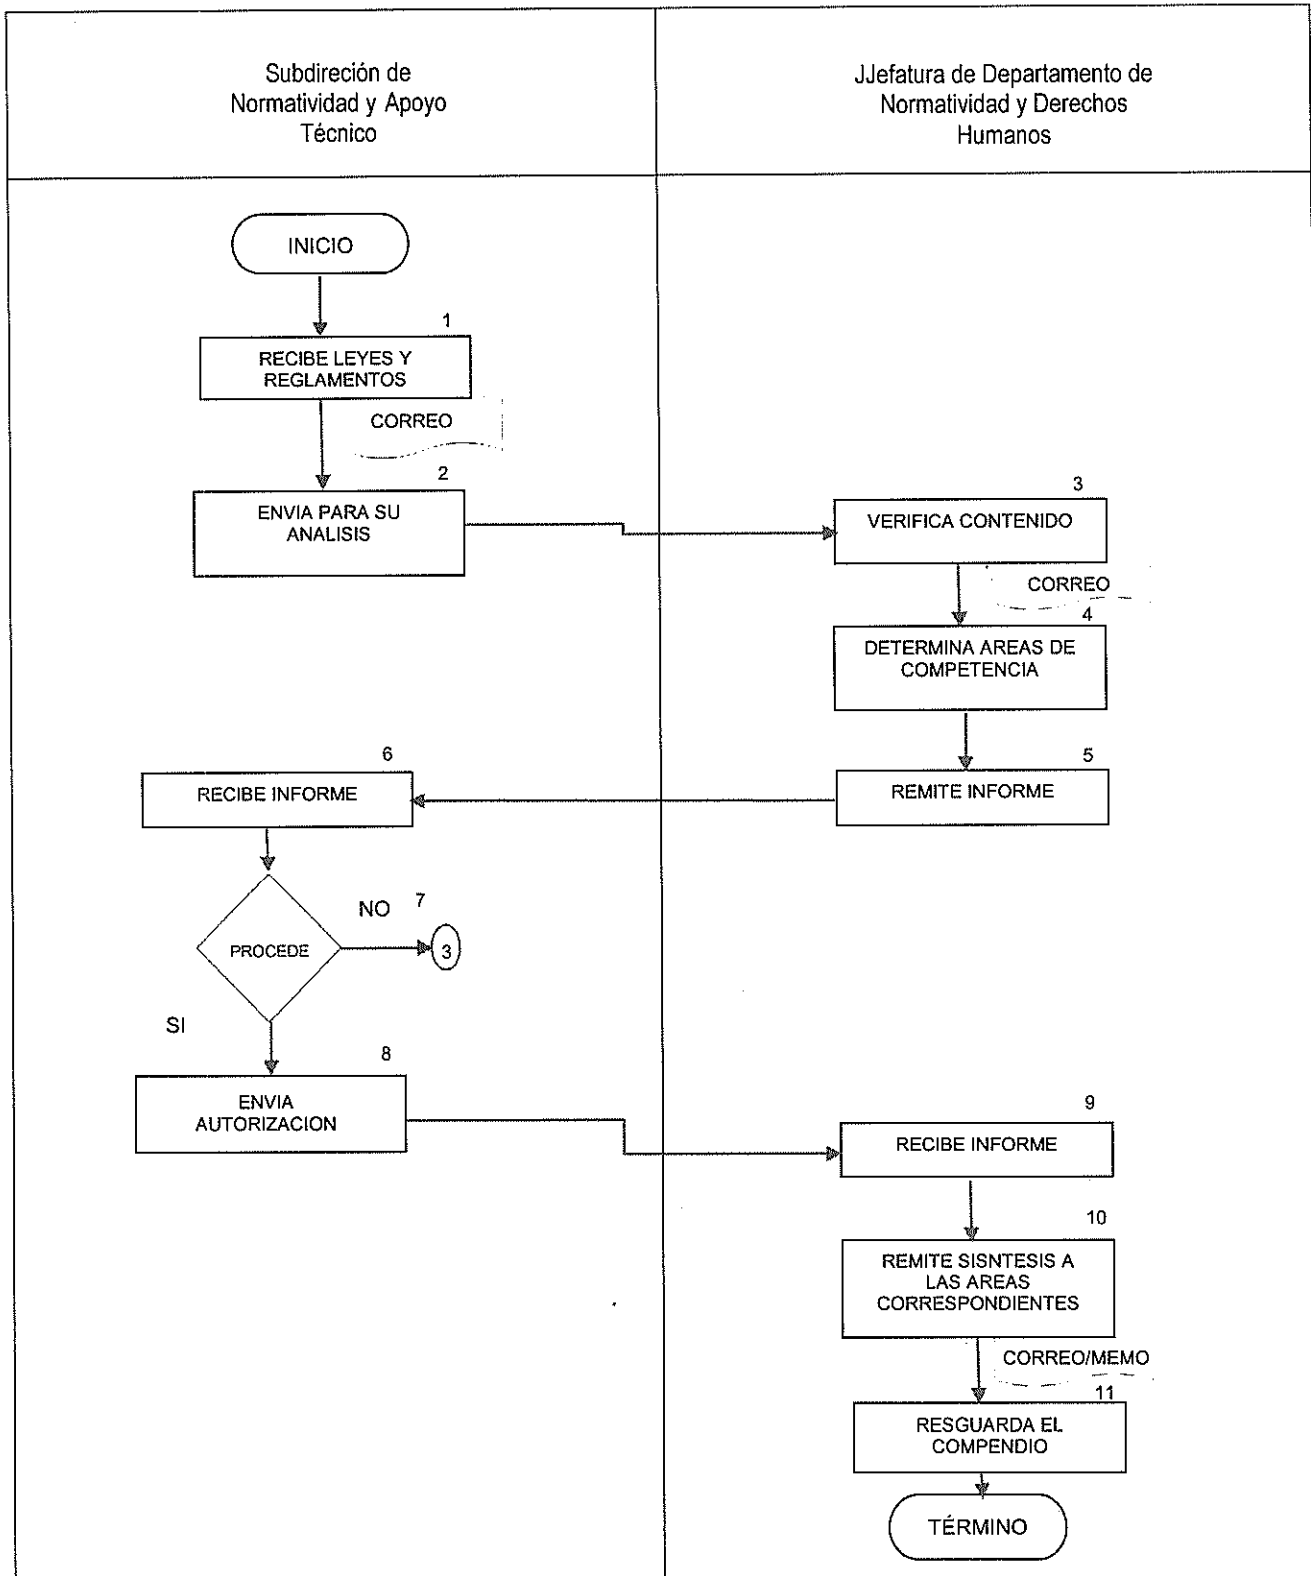 Subdireción de
Normatividad y Apoyo
Técnico
JJefatura de Departamento de
Normatividad y Derechos
Humanos
INICIO
1
RECIBE LEYES Y
REGLAMENTOS
CORREO
2
ENVIA PARA SU
ANALISIS
3
VERIFICA CONTENIDO
CORREO
4
DETERMINA AREAS DE
COMPETENCIA
5
REMITE INFORME
6
RECIBE INFORME
PROCEDE
NO
7
3
SI
8
ENVIA
AUTORIZACION
9
RECIBE INFORME
10
REMITE SISNTESIS A
LAS AREAS
CORRESPONDIENTES
CORREO/MEMO
11
RESGUARDA EL
COMPENDIO
TÉRMINO